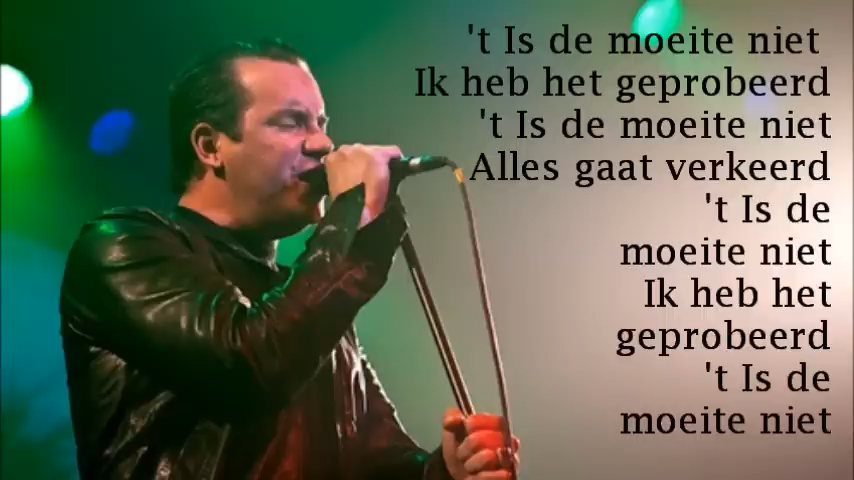 't Is de moeite niet
Ik heb het geprobeerd
't Is de moeite niet
Alles gaat verkeerd
't Is de
moeite niet
Ik heb het
geprobeerd
't Is de
moeite niet